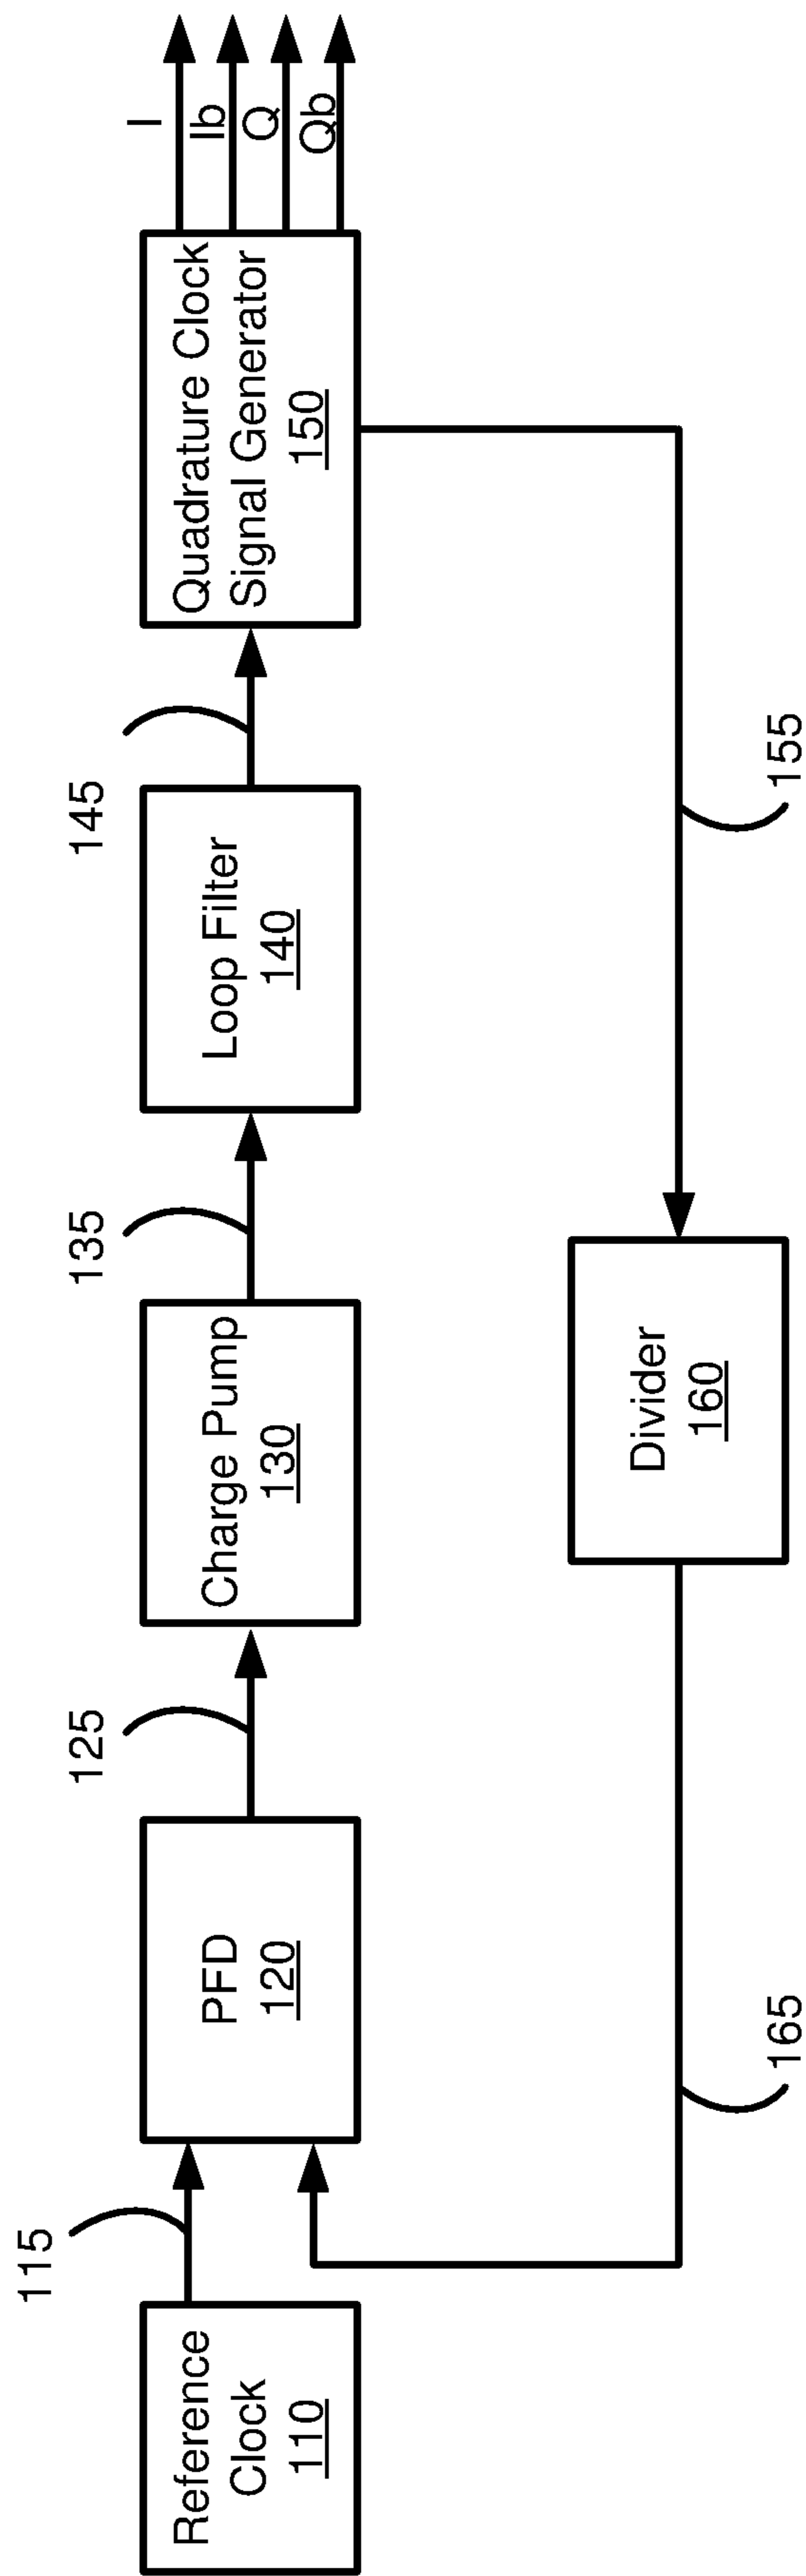 Reference
Clock
110
115
PFD
120
125
Charge Pump
130
135
Loop Filter
140
145
Quadrature Clock
Signal Generator
150
I
Ib
Q
Qb
165
Divider
160
155